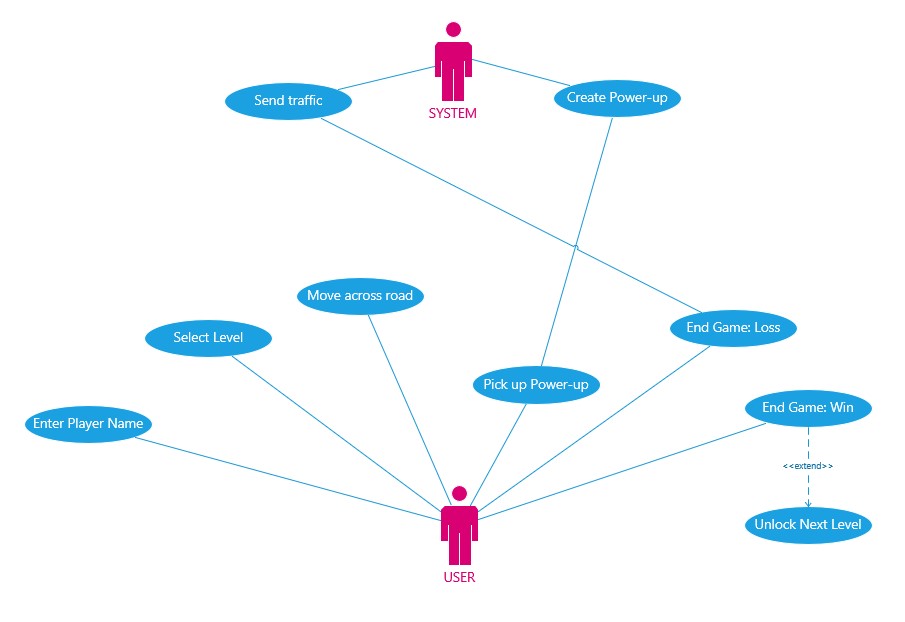 Send traffic
Create Power-up
SYSTEM
Move across road
Select Level
End Game: Loss
Pick up Power-up
End Game: Win
Enter Player Name
<<extend>>
Unlock Next Level
USER